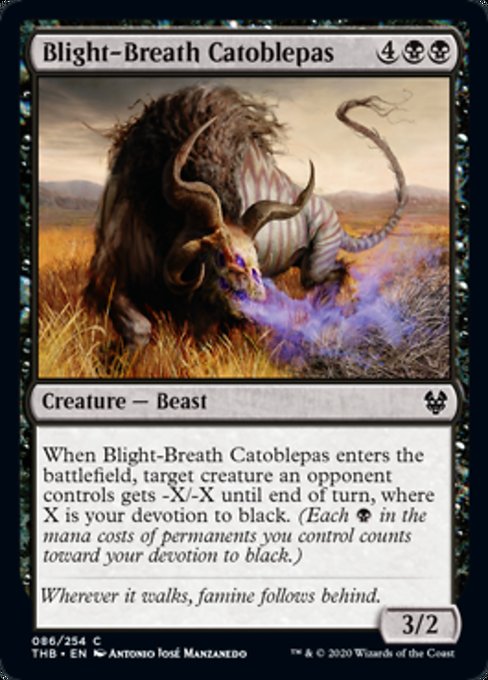 Blight-Breath Catoblepas 4
Creature — Beast
When Blight-Breath Catoblepas enters the
battlefield, target creature an opponent
controls gets -X/-X until end of turn, where
X is your devotion to black. (Each in the
mana costs of permanents you control counts
toward your devotion to black.)
Wherever it walks, famine follows behind.
3/2
086/254 C
THB • EN Antonio José Manzanedo
™ & © 2020 Wizards of the Coast